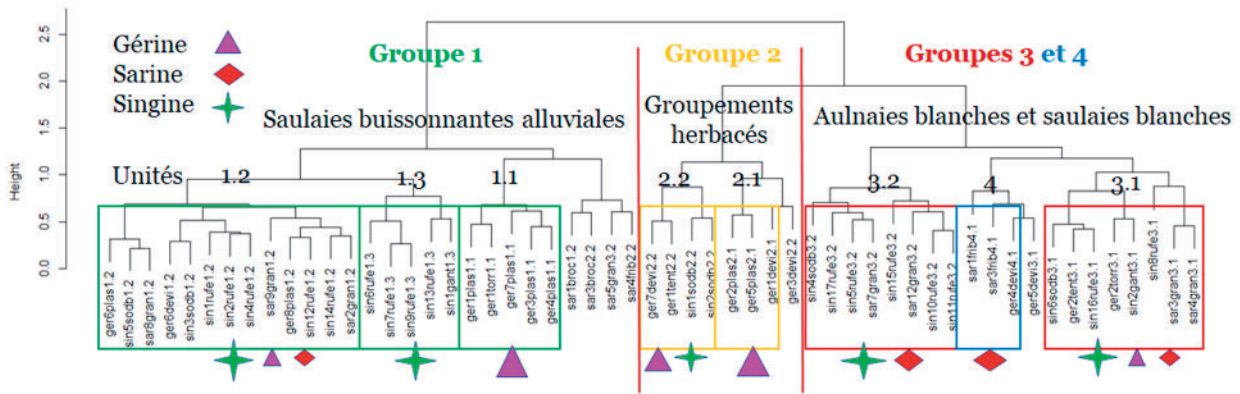 2.5
2.0
1.5
1.0
0.5
0.0
Height
Gérine
Sarine
Singine
Groupe 1
Groupe 2
Groupes 3 et 4
Saulaies buissonnantes alluviales
Groupements
herbacés
Aulnaies blanches et saulaies blanches
Unités
1.2
1.3
1.1
2.2
2.1
3.2
4
3.1
ger6plas1.2
sin5sodb1.2
sar8gran1.2
ger6devi1.2
sin3sodb1.2
sin1rufe1.2
sin2rufe1.2
sin4rufe1.2
sar9gran1.2
ger8plas1.2
sin12rufe1.2
sin14rufe1.2
sar2gran1.2
sin6rufe1.3
sin7rufe1.3
sin9rufe1.3
sin13rufe1.3
sin1gant1.3
ger1plas1.1
ger1torr1.1
ger7plas1.1
ger3plas1.1
ger4plas1.1
sar1broc1.2
sar3broc2.2
sar5gran3.2
sar4frib2.2
ger7devi2.2
ger1tent2.2
sin1sodb2.2
sin2sodb2.2
ger2plas2.1
ger5plas2.1
ger1devi2.1
ger3devi2.2
sin4sodb3.2
sin17rufe3.2
sin5rufe3.2
sar7gran3.2
sin15rufe3.2
sar12gran3.2
sin10rufe3.2
sin11rufe3.2
sar1frib4.1
sar3frib4.1
ger4devi4.1
ger5devi3.1
sin6sodb3.1
ger2tent3.1
sin16rufe3.1
ger2torr3.1
sin2gant3.1
sin8rufe3.1
sar3gran3.1
sar4gran3.1